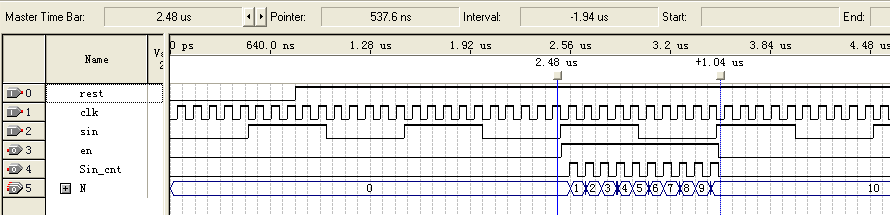 Master Time Bar: 2.48 us Pointer: 537.6 ns Interval: -1.94 us Start: End:
Name Va 2 0 ps 640.0 ns 1.28 us 1.92 us 2.56 us 3.2 us 3.84 us 4.48 us
2.48 us +1.04 us
0 rest
1 clk
2 sin
3 en
4 Sin_cnt
5 N 0 1 2 3 4 5 6 7 8 9 10